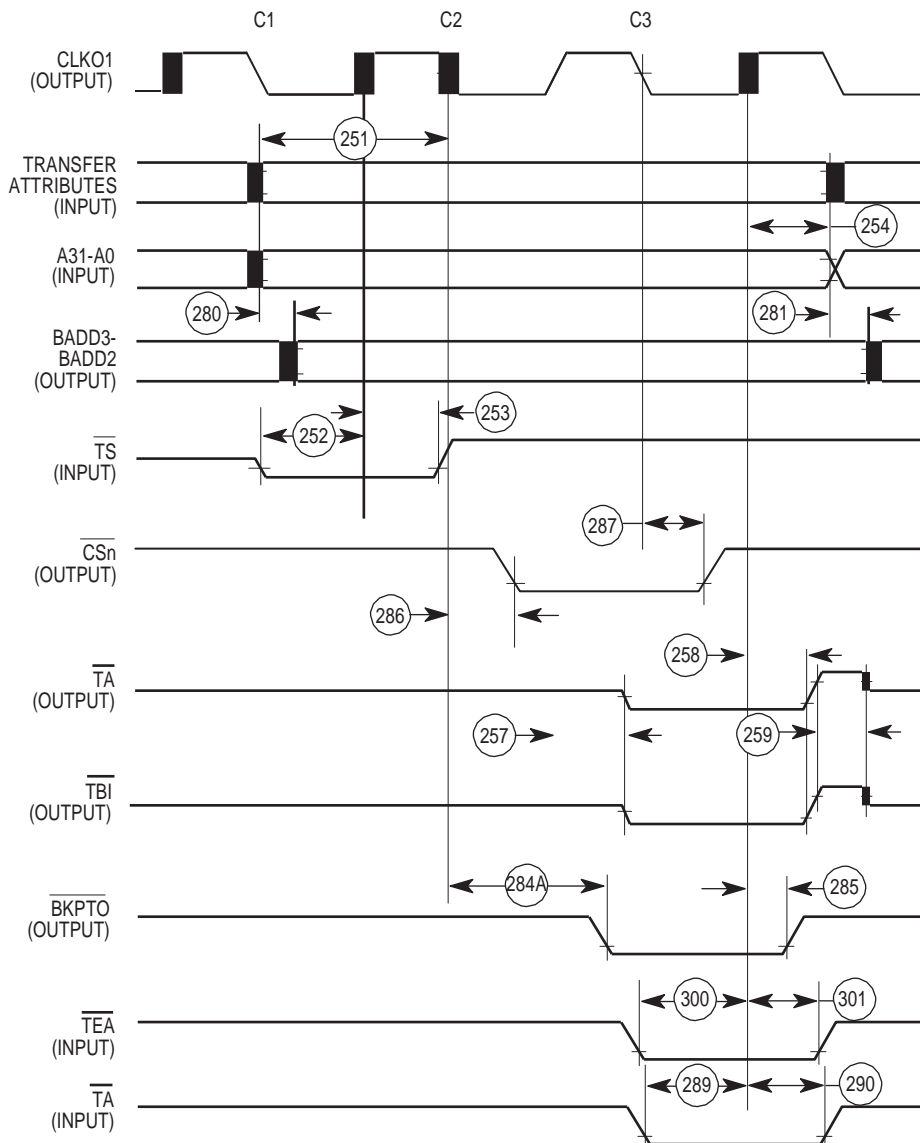 C1 C2 C3
CLKO1
(OUTPUT)
251
TRANSFER
ATTRIBUTES
(INPUT)
254
A31-A0
(INPUT)
280 281
BADD3-
BADD2
(OUTPUT)
253
252
TS
(INPUT)
287
CSn
(OUTPUT)
286
258
TA
(OUTPUT)
257 259
TBI
(OUTPUT)
284A 285
BKPTO
(OUTPUT)
300 301
TEA
(INPUT)
289 290
TA
(INPUT)